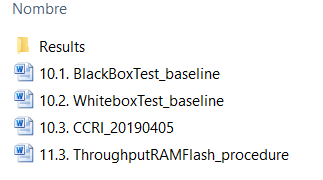 Nombre
Results
10.1. BlackBoxTest_baseline
10.2. WhiteboxTest_baseline
10.3. CCRI_20190405
11.3. ThroughputRAMFlash_procedure